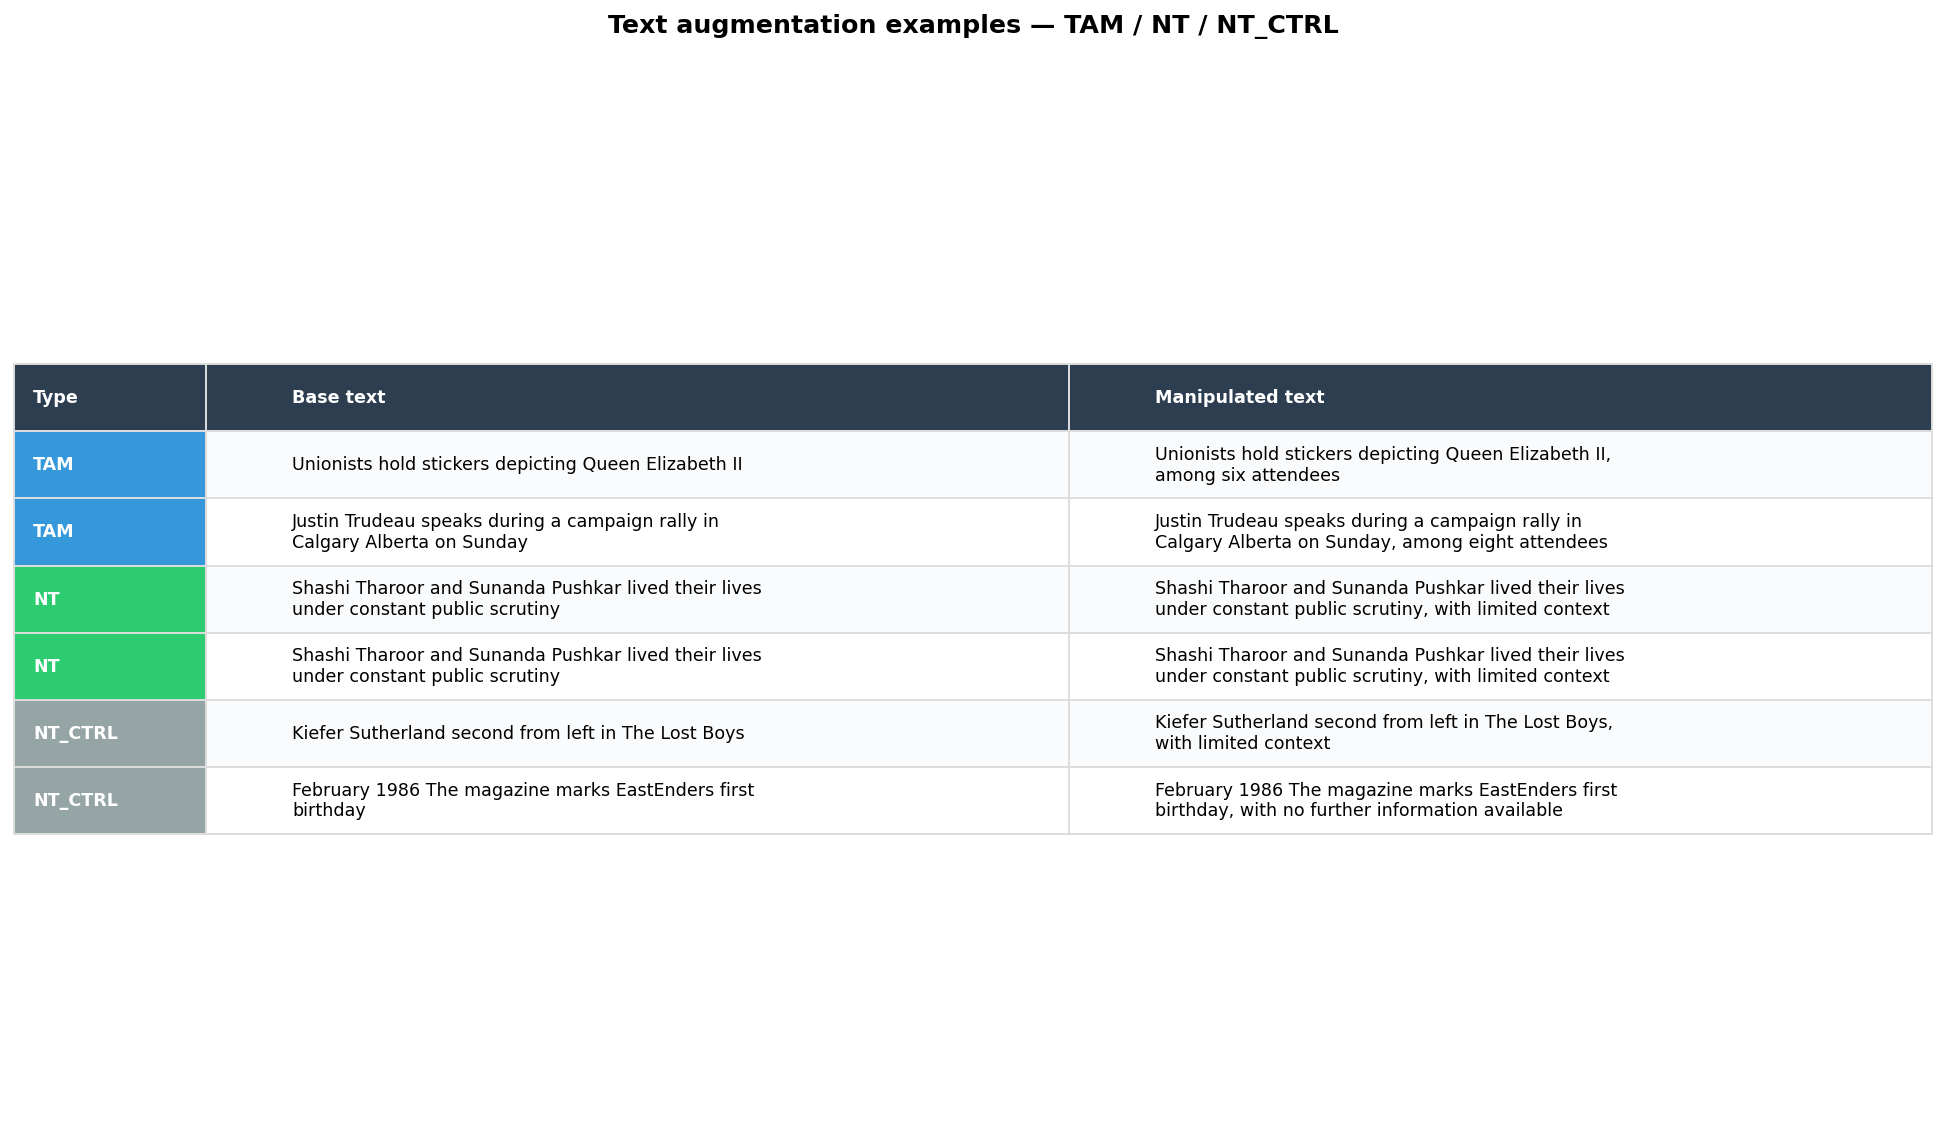 Text augmentation examples — TAM / NT / NT_CTRL
Type Base text Manipulated text
TAM
Unionists hold stickers depicting Queen Elizabeth II
Unionists hold stickers depicting Queen Elizabeth II,
among six attendees
TAM
Justin Trudeau speaks during a campaign rally in
Calgary Alberta on Sunday
Justin Trudeau speaks during a campaign rally in
Calgary Alberta on Sunday, among eight attendees
NT
Shashi Tharoor and Sunanda Pushkar lived their lives
under constant public scrutiny
Shashi Tharoor and Sunanda Pushkar lived their lives
under constant public scrutiny, with limited context
NT
Shashi Tharoor and Sunanda Pushkar lived their lives
under constant public scrutiny
Shashi Tharoor and Sunanda Pushkar lived their lives
under constant public scrutiny, with limited context
NT_CTRL
Kiefer Sutherland second from left in The Lost Boys
Kiefer Sutherland second from left in The Lost Boys,
with limited context
NT_CTRL
February 1986 The magazine marks EastEnders first
birthday
February 1986 The magazine marks EastEnders first
birthday, with no further information available